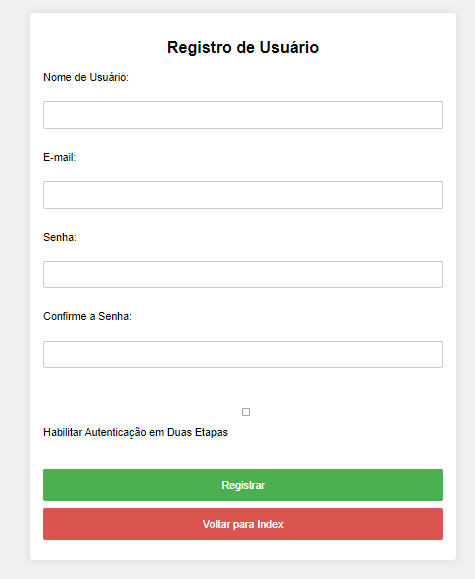 Registro de Usuário
Nome de Usuário:
E-mail:
Senha:
Confirme a Senha:
Habilitar Autenticação em Duas Etapas
Registrar
Voltar para Index